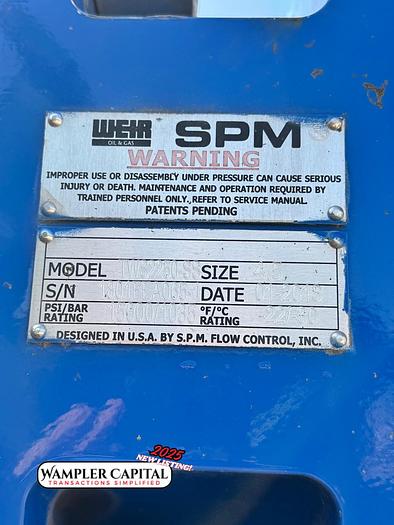 WEIR SPM
OIL & GAS
WARNING
IMPROPER USE OR DISASSEMBLY UNDER PRESSURE CAN CAUSE SERIOUS
INJURY OR DEATH. MAINTENANCE AND OPERATION REQUIRED BY
TRAINED PERSONNEL ONLY., REFER TO SERVICE MANUAL.
PATENTS PENDING
MODEL SIZE
S/N DATE
PSI/BAR RATING °F/°C RATING
DESIGNED IN U.S.A. BY S.P.M. FLOW CONTROL, INC.
2025
NEW LISTING!
WAMPLER CAPITAL
TRANSACTIONS SIMPLIFIED